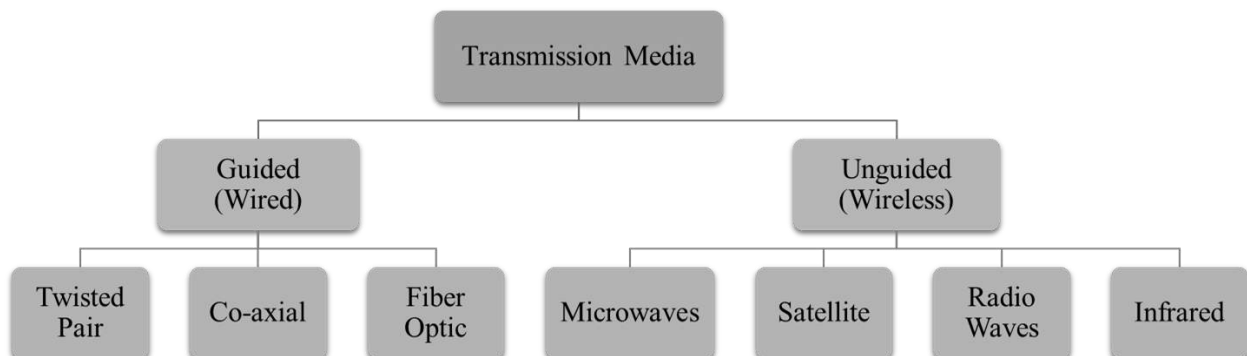 Transmission Media
Guided
(Wired)
Unguided
(Wireless)
Twisted
Pair
Co-axial
Fiber
Optic
Microwaves
Satellite
Radio
Waves
Infrared